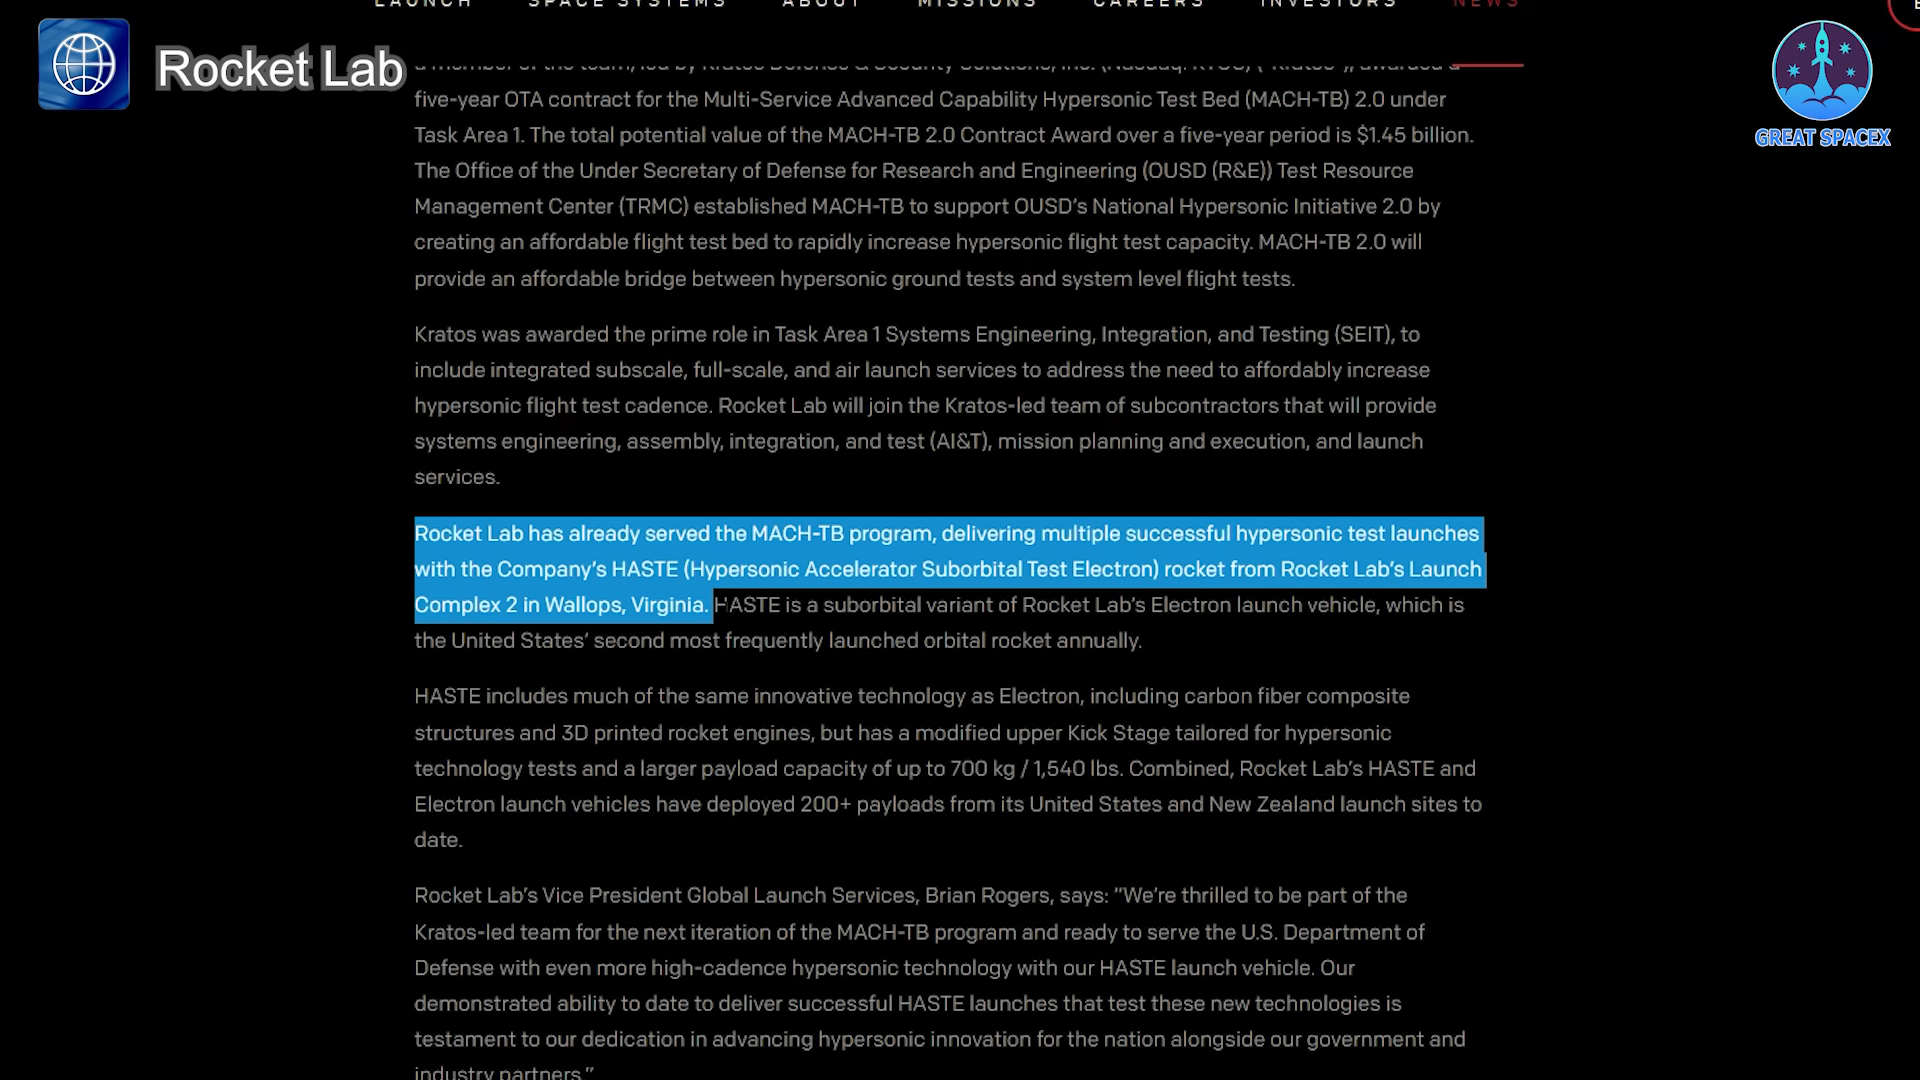 LAUNCH SPACE SYSTEMS ABOUT MISSIONS CAREERS INVESTORS NEWS
Rocket Lab
GREAT SPACEX
a member of the team, led by Kratos Defense & Security Solutions, Inc. (Nasdaq: KTOS) ("Kratos"), awarded a
five-year OTA contract for the Multi-Service Advanced Capability Hypersonic Test Bed (MACH-TB) 2.0 under
Task Area 1. The total potential value of the MACH-TB 2.0 Contract Award over a five-year period is $1.45 billion.
The Office of the Under Secretary of Defense for Research and Engineering (OUSD (R&E)) Test Resource
Management Center (TRMC) established MACH-TB to support OUSD's National Hypersonic Initiative 2.0 by
creating an affordable flight test bed to rapidly increase hypersonic flight test capacity. MACH-TB 2.0 will
provide an affordable bridge between hypersonic ground tests and system level flight tests.
Kratos was awarded the prime role in Task Area 1 Systems Engineering, Integration, and Testing (SEIT), to
include integrated subscale, full-scale, and air launch services to address the need to affordably increase
hypersonic flight test cadence. Rocket Lab will join the Kratos-led team of subcontractors that will provide
systems engineering, assembly, integration, and test (AI&T), mission planning and execution, and launch
services.
Rocket Lab has already served the MACH-TB program, delivering multiple successful hypersonic test launches
with the Company's HASTE (Hypersonic Accelerator Suborbital Test Electron) rocket from Rocket Lab's Launch
Complex 2 in Wallops, Virginia. HASTE is a suborbital variant of Rocket Lab's Electron launch vehicle, which is
the United States' second most frequently launched orbital rocket annually.
HASTE includes much of the same innovative technology as Electron, including carbon fiber composite
structures and 3D printed rocket engines, but has a modified upper Kick Stage tailored for hypersonic
technology tests and a larger payload capacity of up to 700 kg / 1,540 lbs. Combined, Rocket Lab's HASTE and
Electron launch vehicles have deployed 200+ payloads from its United States and New Zealand launch sites to
date.
Rocket Lab's Vice President Global Launch Services, Brian Rogers, says: "We're thrilled to be part of the
Kratos-led team for the next iteration of the MACH-TB program and ready to serve the U.S. Department of
Defense with even more high-cadence hypersonic technology with our HASTE launch vehicle. Our
demonstrated ability to date to deliver successful HASTE launches that test these new technologies is
testament to our dedication in advancing hypersonic innovation for the nation alongside our government and
industry partners."